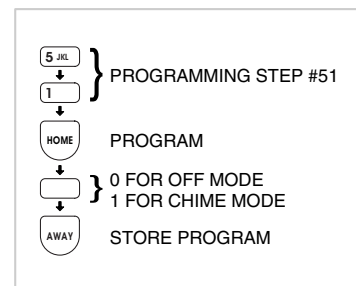 5 JKL
1
PROGRAMMING STEP #51
HOME
PROGRAM
0 FOR OFF MODE
1 FOR CHIME MODE
AWAY
STORE PROGRAM